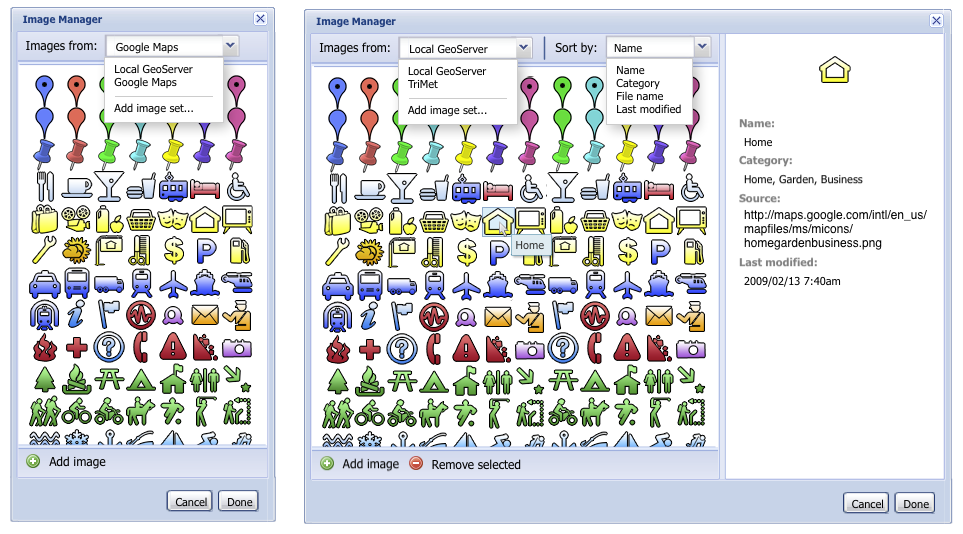 Image Manager
Images from: Google Maps
Local GeoServer
Google Maps
Add image set...
Add image
Cancel Done
Image Manager
Images from: Local GeoServer Sort by: Name
Local GeoServer
TriMet
Add image set...
Name
Category
File name
Last modified
Home
Add image Remove selected
Name:
Home
Category:
Home, Garden, Business
Source:
http://maps.google.com/intl/en_us/
mapfiles/ms/micons/
homegardenbusiness.png
Last modified:
2009/02/13 7:40am
Cancel Done